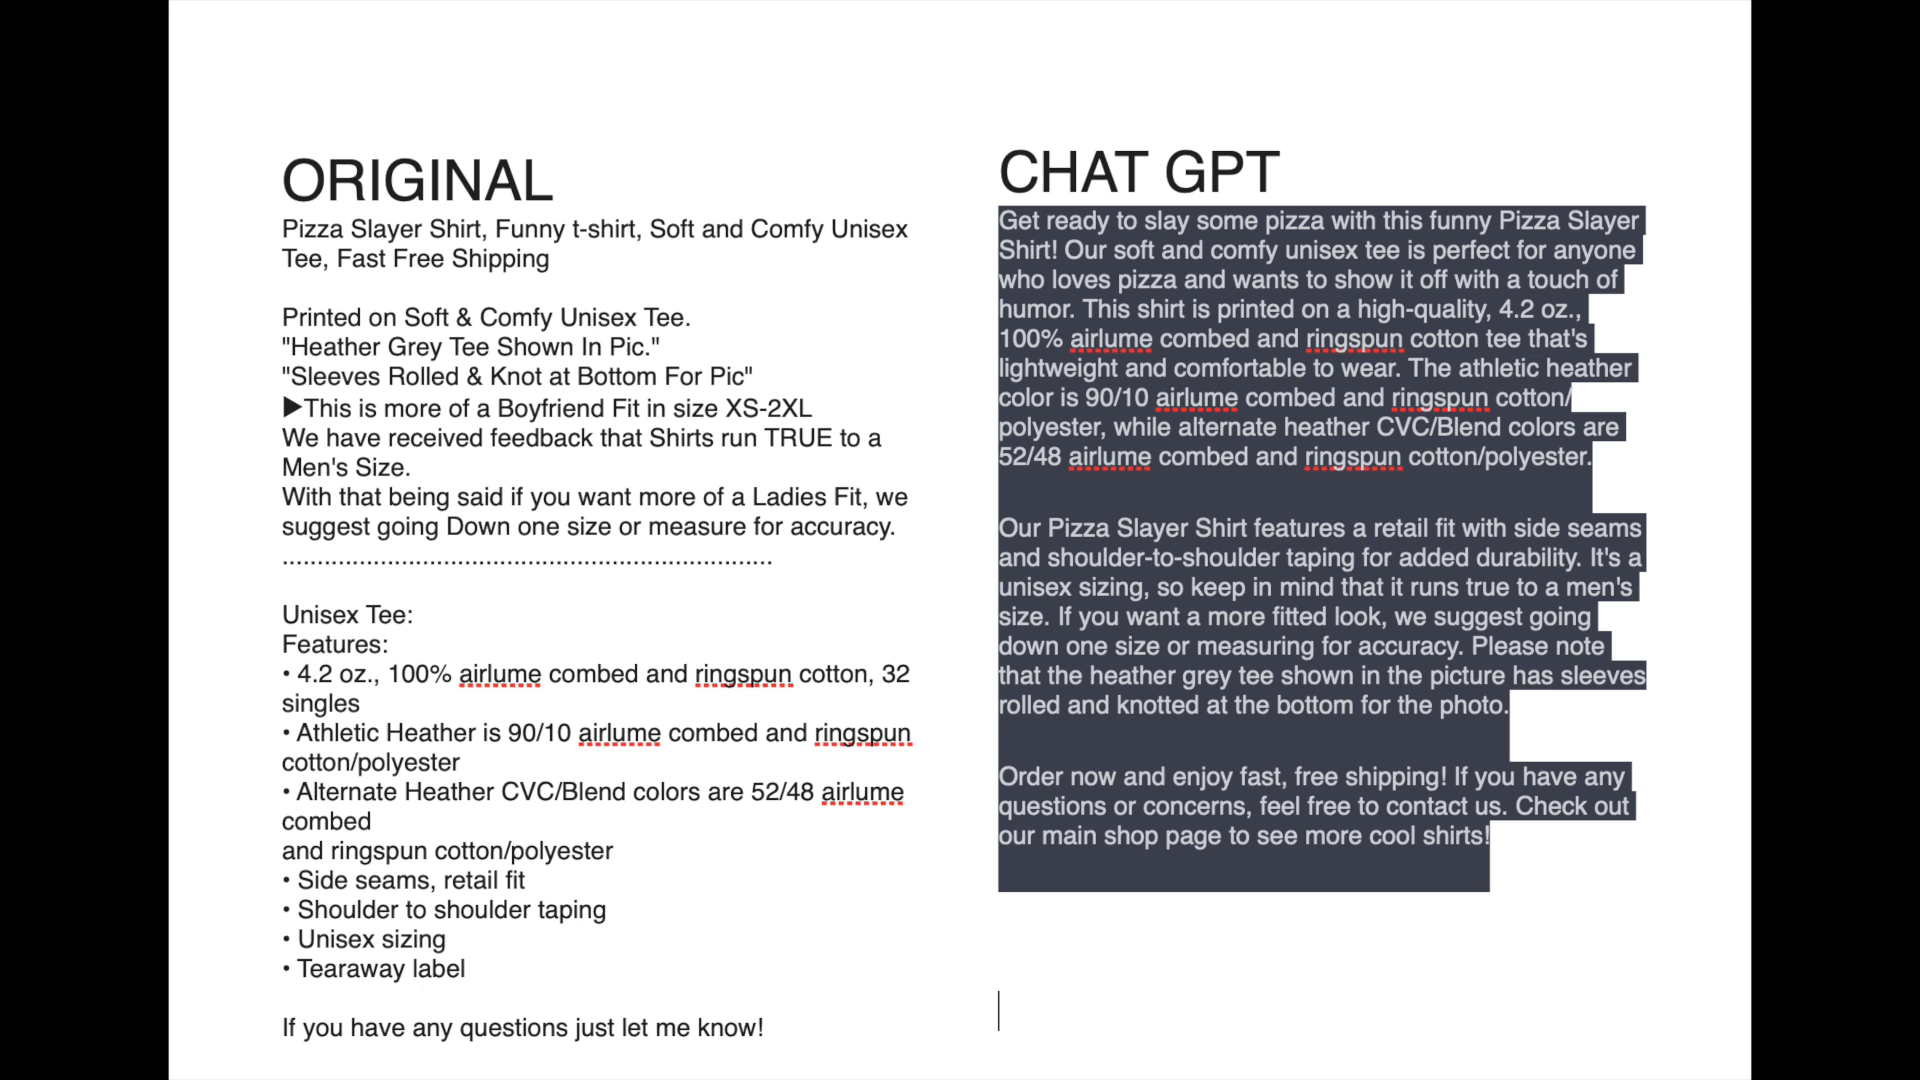 ORIGINAL
Pizza Slayer Shirt, Funny t-shirt, Soft and Comfy Unisex
Tee, Fast Free Shipping
Printed on Soft & Comfy Unisex Tee.
"Heather Grey Tee Shown In Pic."
"Sleeves Rolled & Knot at Bottom For Pic"
▶This is more of a Boyfriend Fit in size XS-2XL
We have received feedback that Shirts run TRUE to a
Men's Size.
With that being said if you want more of a Ladies Fit, we
suggest going Down one size or measure for accuracy.
......................................................................
Unisex Tee:
Features:
• 4.2 oz., 100% airlume combed and ringspun cotton, 32
singles
• Athletic Heather is 90/10 airlume combed and ringspun
cotton/polyester
• Alternate Heather CVC/Blend colors are 52/48 airlume
combed
and ringspun cotton/polyester
• Side seams, retail fit
• Shoulder to shoulder taping
• Unisex sizing
• Tearaway label
If you have any questions just let me know!
CHAT GPT
Get ready to slay some pizza with this funny Pizza Slayer
Shirt! Our soft and comfy unisex tee is perfect for anyone
who loves pizza and wants to show it off with a touch of
humor. This shirt is printed on a high-quality, 4.2 oz.,
100% airlume combed and ringspun cotton tee that's
lightweight and comfortable to wear. The athletic heather
color is 90/10 airlume combed and ringspun cotton/
polyester, while alternate heather CVC/Blend colors are
52/48 airlume combed and ringspun cotton/polyester.
Our Pizza Slayer Shirt features a retail fit with side seams
and shoulder-to-shoulder taping for added durability. It's a
unisex sizing, so keep in mind that it runs true to a men's
size. If you want a more fitted look, we suggest going
down one size or measuring for accuracy. Please note
that the heather grey tee shown in the picture has sleeves
rolled and knotted at the bottom for the photo.
Order now and enjoy fast, free shipping! If you have any
questions or concerns, feel free to contact us. Check out
our main shop page to see more cool shirts!